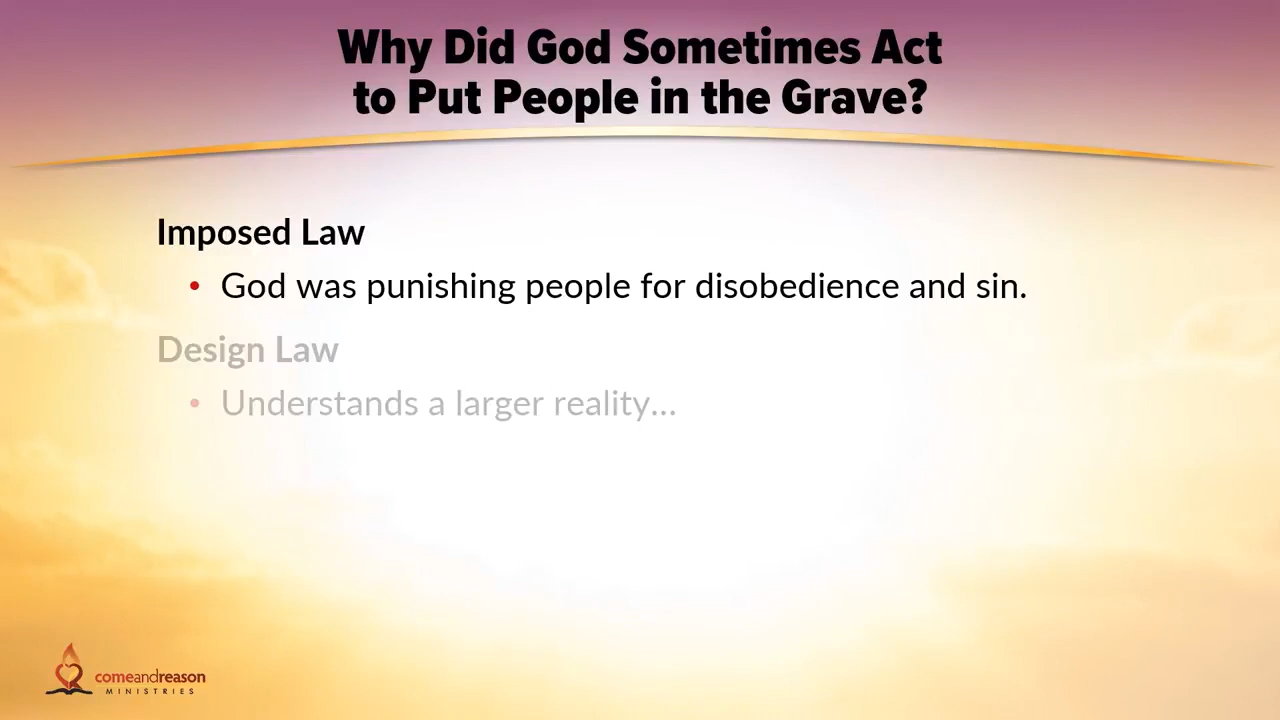 Why Did God Sometimes Act
to Put People in the Grave?
Imposed Law
• God was punishing people for disobedience and sin.
Design Law
• Understands a larger reality...
comeandreason
MINISTRIES